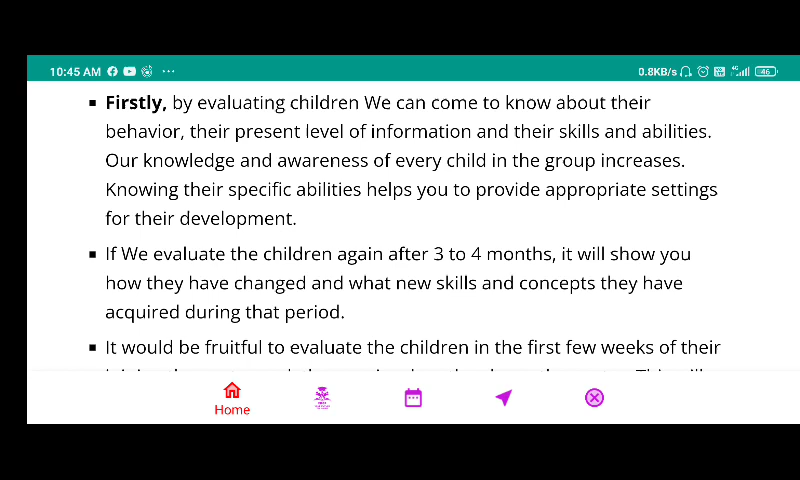 10:45 AM
0.8KB/s 4G 46
Firstly, by evaluating children We can come to know about their
behavior, their present level of information and their skills and abilities.
Our knowledge and awareness of every child in the group increases.
Knowing their specific abilities helps you to provide appropriate settings
for their development.
If We evaluate the children again after 3 to 4 months, it will show you
how they have changed and what new skills and concepts they have
acquired during that period.
It would be fruitful to evaluate the children in the first few weeks of their
Home